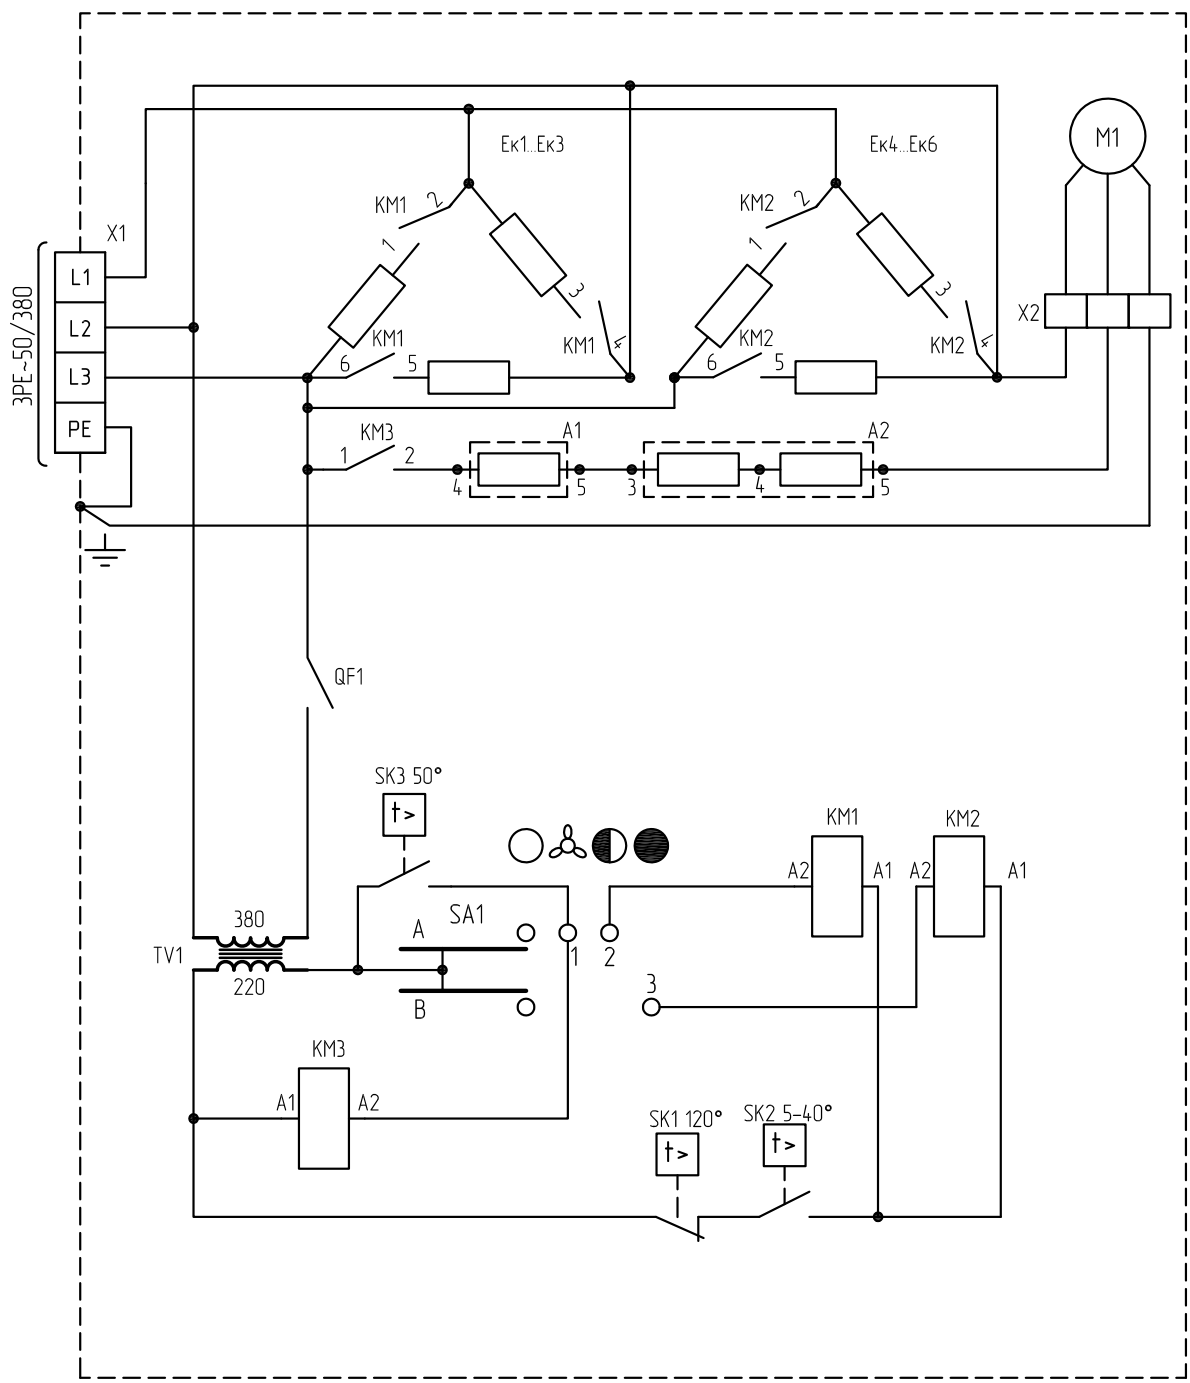 Ек1...Ек3
Ек4...Ек6
M1
KM1
2
1
3
4
KM1
KM1
6
5
KM2
2
1
3
4
KM2
KM2
6
5
X1
L1
L2
L3
PE
3PE~50/380
X2
KM3
1
2
A1
4
5
A2
3
4
5
QF1
SK3 50°
t>
KM1
A2
A1
KM2
A2
A1
SA1
A
B
1
2
3
380
TV1
220
KM3
A1
A2
SK1 120°
t>
SK2 5-40°
t>